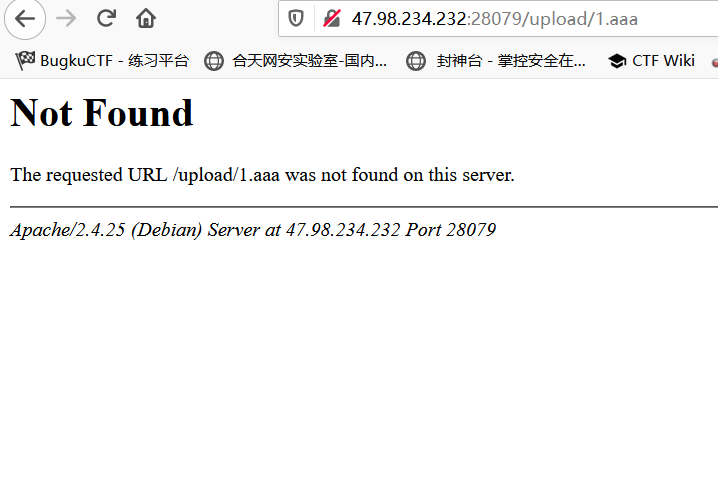 47.98.234.232:28079/upload/1.aaa
BugkuCTF - 练习平台 合天网安实验室-国内... 封神台 - 掌控安全在... CTF Wiki
Not Found
The requested URL /upload/1.aaa was not found on this server.
Apache/2.4.25 (Debian) Server at 47.98.234.232 Port 28079